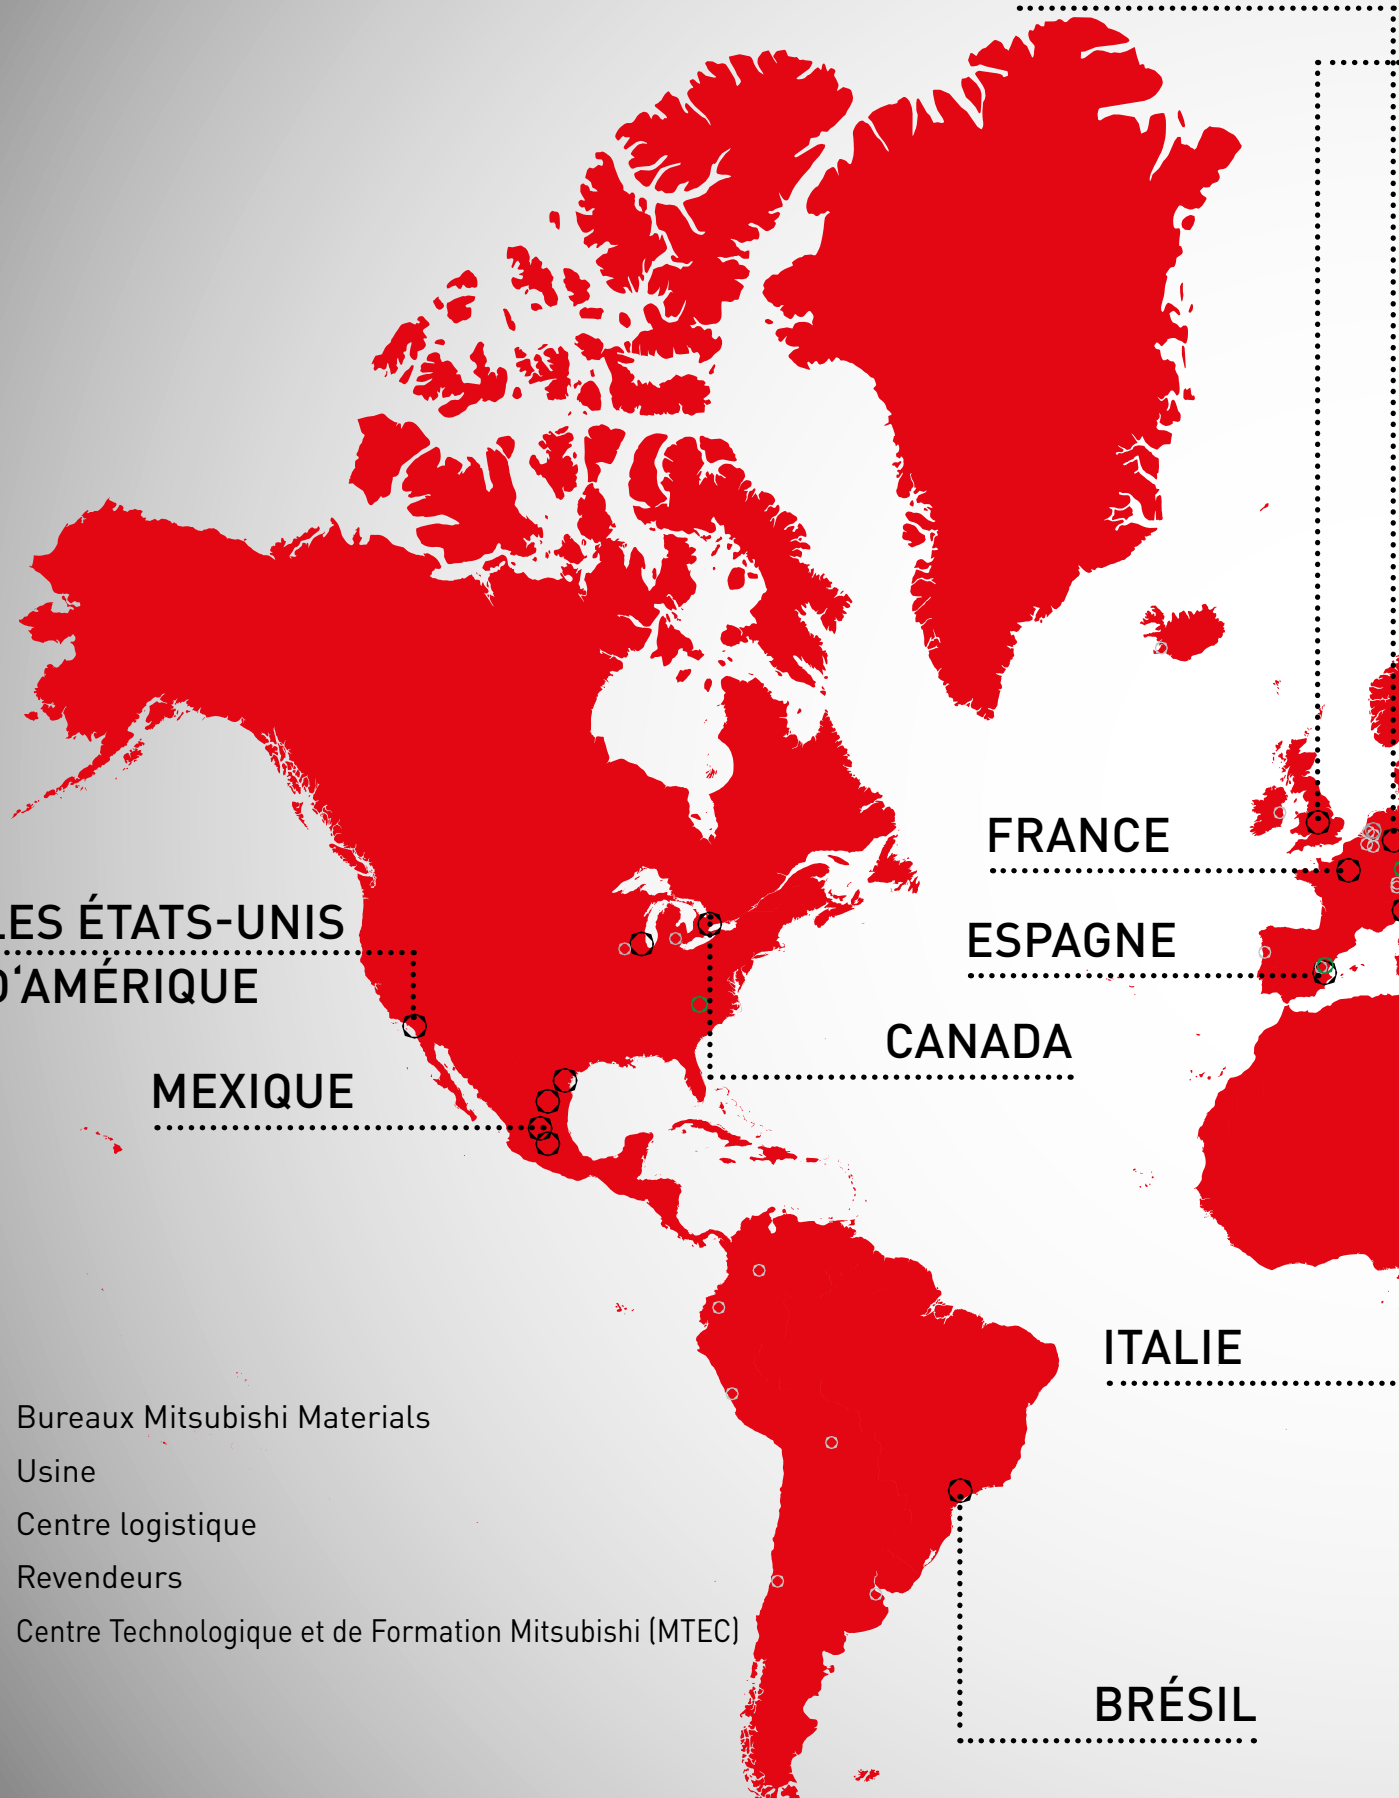 FRANCE
LES ÉTATS-UNIS
D'AMÉRIQUE
ESPAGNE
CANADA
MEXIQUE
ITALIE
Bureaux Mitsubishi Materials
Usine
Centre logistique
Revendeurs
Centre Technologique et de Formation Mitsubishi (MTEC)
BRÉSIL